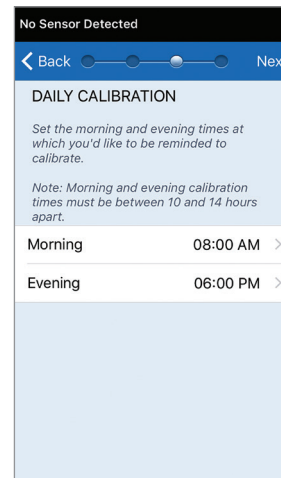 No Sensor Detected
Back Nex
DAILY CALIBRATION
Set the morning and evening times at
which you'd like to be reminded to
calibrate.
Note: Morning and evening calibration
times must be between 10 and 14 hours
apart.
Morning 08:00 AM
Evening 06:00 PM